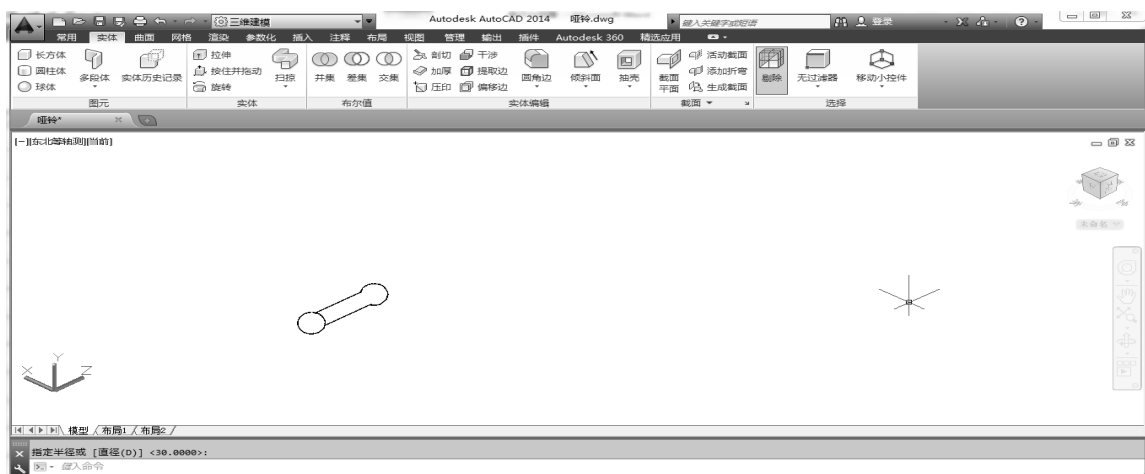 三维建模 Autodesk AutoCAD 2014 哑铃.dwg 键入关键字或短语 登录
常用 实体 曲面 网格 渲染 参数化 插入 注释 布局 视图 管理 输出 插件 Autodesk 360 精选应用
长方体
圆柱体
球体
多段体 实体历史记录
图元
拉伸
按住并拖动
旋转
扫掠
实体
并集 差集 交集
布尔值
剖切 干涉
加厚 提取边
压印 偏移边
圆角边 倾斜面 抽壳
实体编辑
截面平面
活动截面
添加折弯
生成截面
截面
剔除 无过滤器 移动小控件
选择
哑铃*
[-][东北等轴测][当前]
未命名
X Y Z
模型 布局1 布局2
指定半径或 [直径(D)] <30.0000>:
键入命令